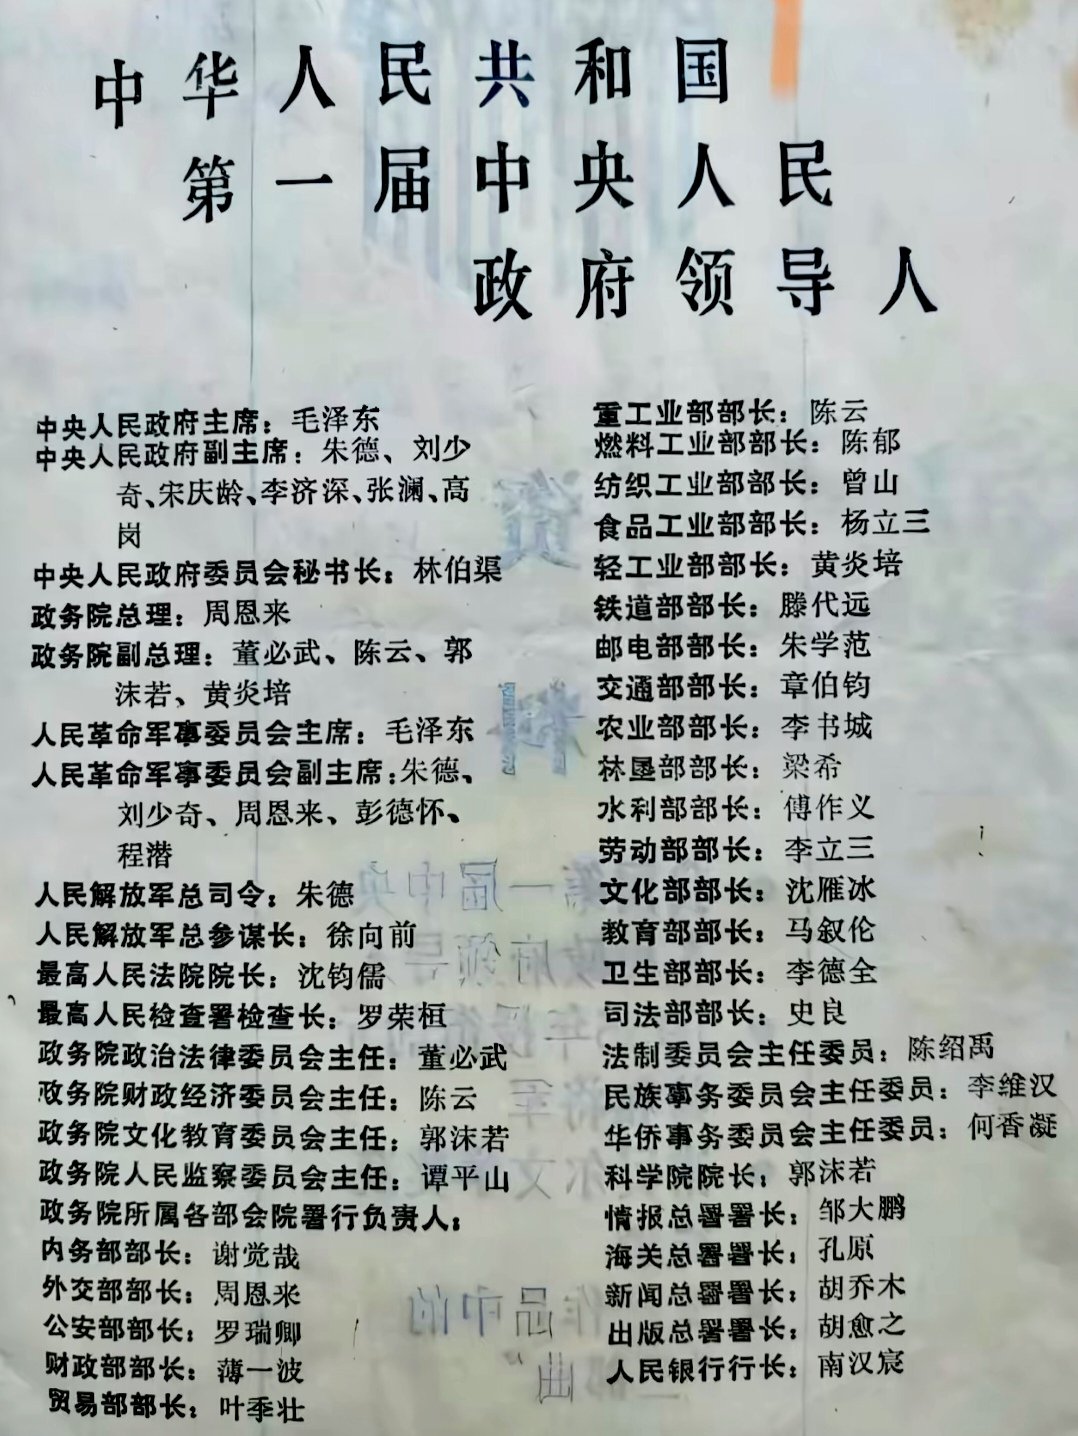 中华人民共和国
第一届中央人民
政府领导人
中央人民政府主席：毛泽东
中央人民政府副主席：朱德、刘少
奇、宋庆龄、李济深、张澜、高
岗
中央人民政府委员会秘书长：林伯渠
政务院总理：周恩来
政务院副总理：董必武、陈云、郭
沫若、黄炎培
人民革命军事委员会主席：毛泽东
人民革命军事委员会副主席：朱德、
刘少奇、周恩来、彭德怀、
程潜
人民解放军总司令：朱德
人民解放军总参谋长：徐向前
最高人民法院院长：沈钧儒
最高人民检查署检查长：罗荣桓
政务院政治法律委员会主任：董必武
政务院财政经济委员会主任：陈云
政务院文化教育委员会主任：郭沫若
政务院人民监察委员会主任：谭平山
政务院所属各部会院署行负责人：
内务部部长：谢觉哉
外交部部长：周恩来
公安部部长：罗瑞卿
财政部部长：薄一波
贸易部部长：叶季壮
重工业部部长：陈云
燃料工业部部长：陈郁
纺织工业部部长：曾山
食品工业部部长：杨立三
轻工业部部长：黄炎培
铁道部部长：滕代远
邮电部部长：朱学范
交通部部长：章伯钧
农业部部长：李书城
林垦部部长：梁希
水利部部长：傅作义
劳动部部长：李立三
文化部部长：沈雁冰
教育部部长：马叙伦
卫生部部长：李德全
司法部部长：史良
法制委员会主任委员：陈绍禹
民族事务委员会主任委员：李维汉
华侨事务委员会主任委员：何香凝
科学院院长：郭沫若
情报总署署长：邹大鹏
海关总署署长：孔原
新闻总署署长：胡乔木
出版总署署长：胡愈之
人民银行行长：南汉宸